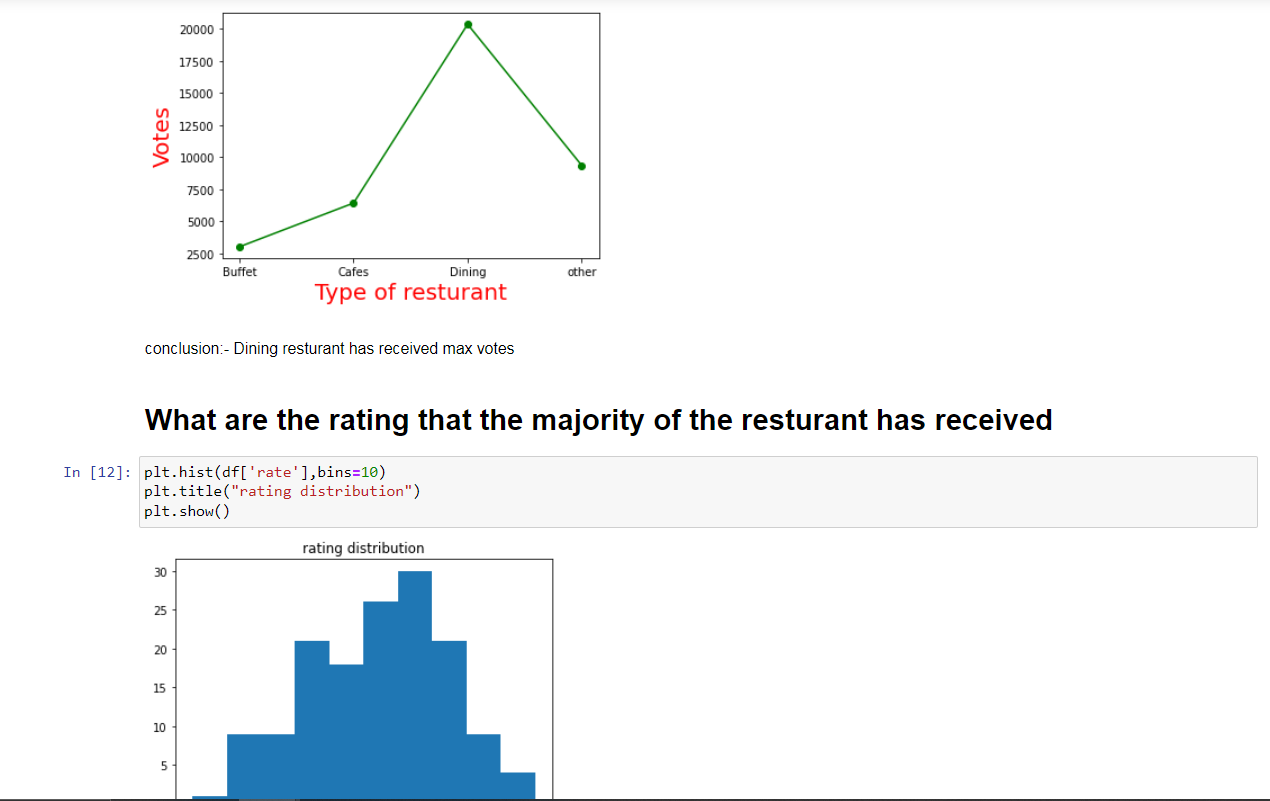 20000
17500
15000
12500
10000
7500
5000
2500
Votes
Buffet Cafes Dining other
Type of resturant
conclusion:- Dining resturant has received max votes
What are the rating that the majority of the resturant has received
In [12]: plt.hist(df['rate'],bins=10)
plt.title("rating distribution")
plt.show()
rating distribution
30
25
20
15
10
5